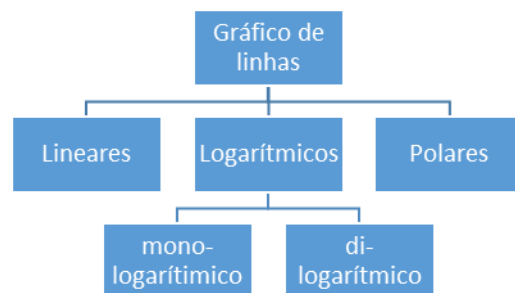 Gráfico de
linhas
Lineares
Logarítmicos
Polares
mono-
logarítimico
di-
logarítmico